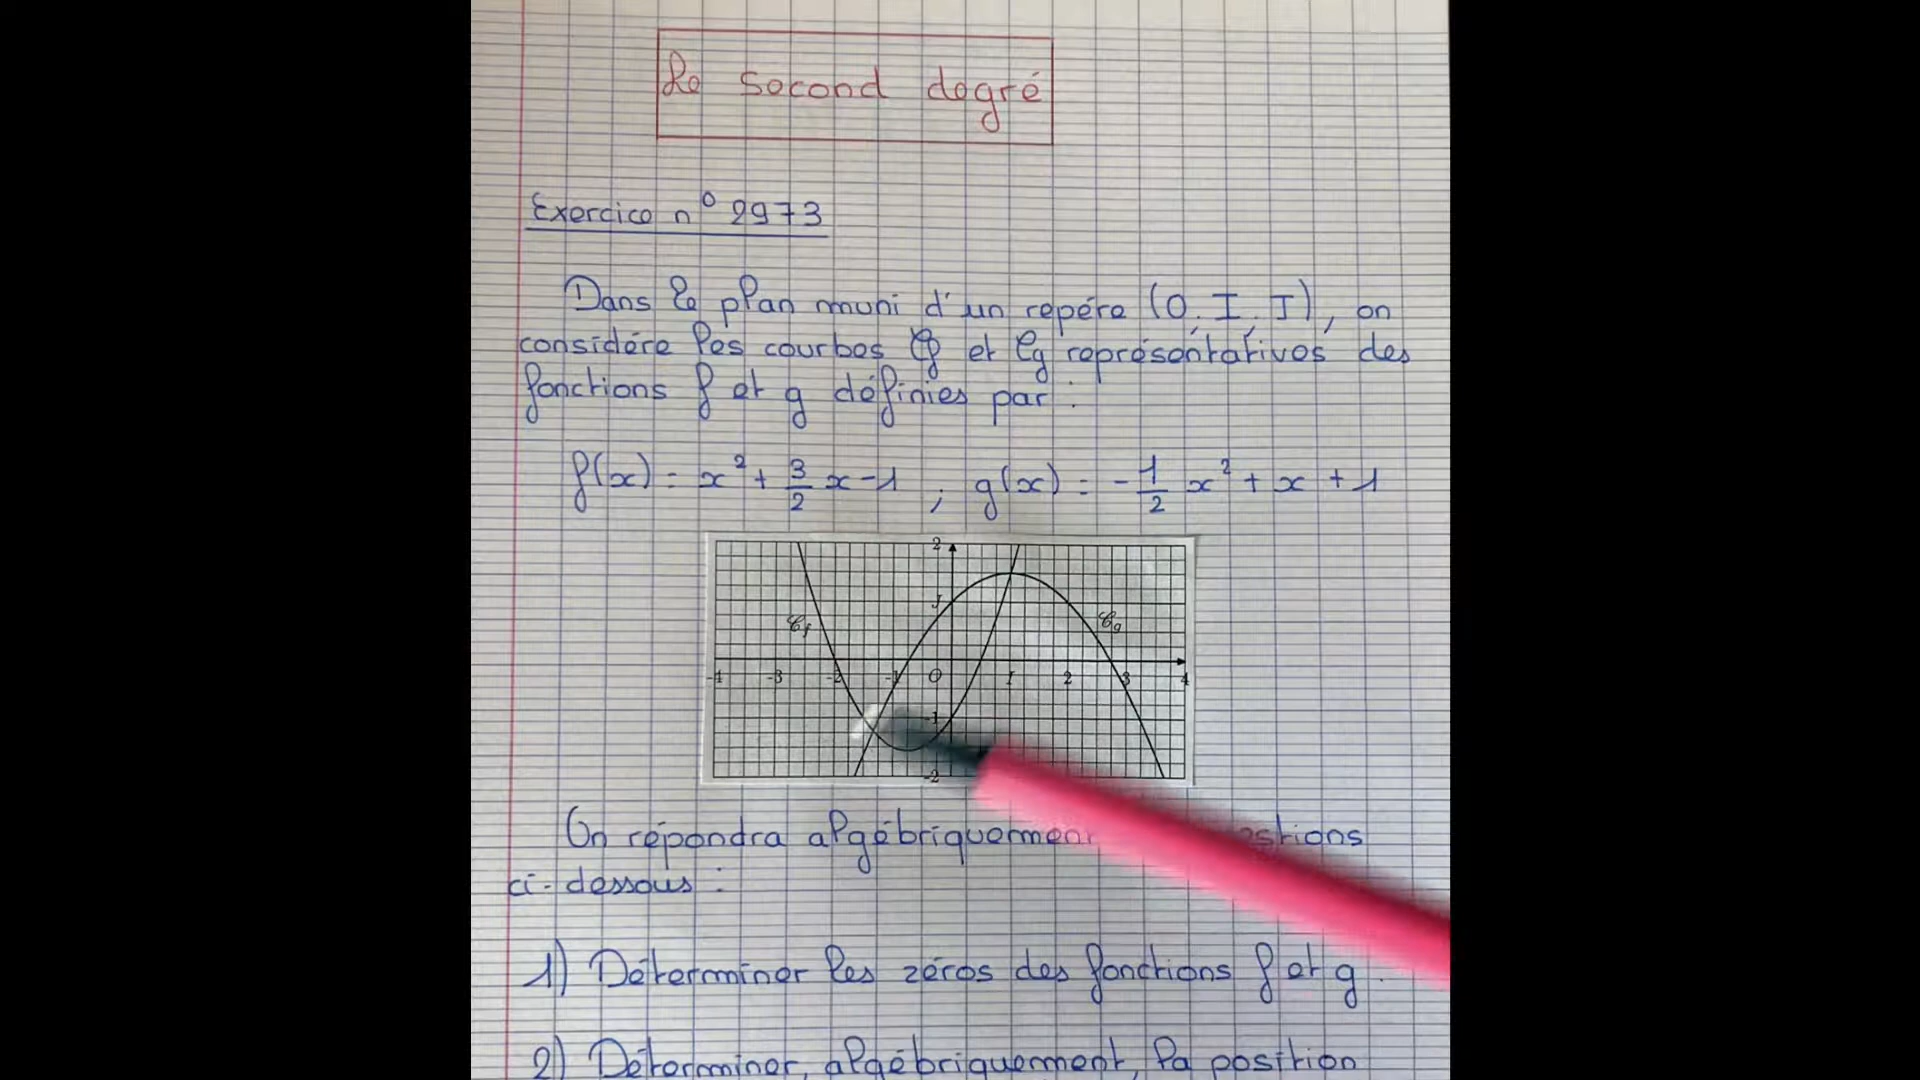 Le second degré
Exercice n° 2973
Dans le plan muni d'un repère (O, I, J), on
considère les courbes Cf et Cg représentatives des
fonctions f et g définies par :
f(x) = x² + 3/2 x - 1 ; g(x) = - 1/2 x² + x + 1
2
J
Cf Cg
-4 -3 -2 -1 O I 2 3 4
-1
-2
On répondra algébriquement
ci-dessous :
1) Déterminer les zéros des fonctions f et g.
2) Déterminer, algébriquement, la position